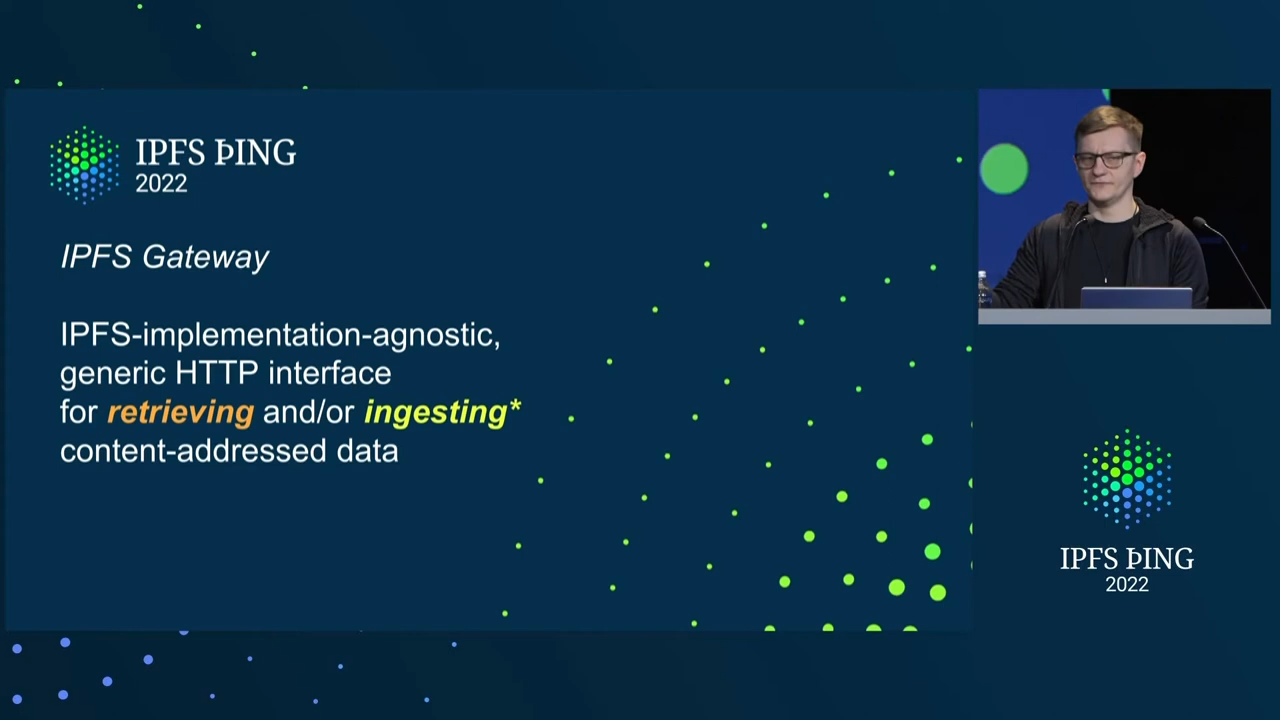 IPFS ÞING
2022
IPFS Gateway
IPFS-implementation-agnostic,
generic HTTP interface
for retrieving and/or ingesting*
content-addressed data
IPFS ÞING
2022